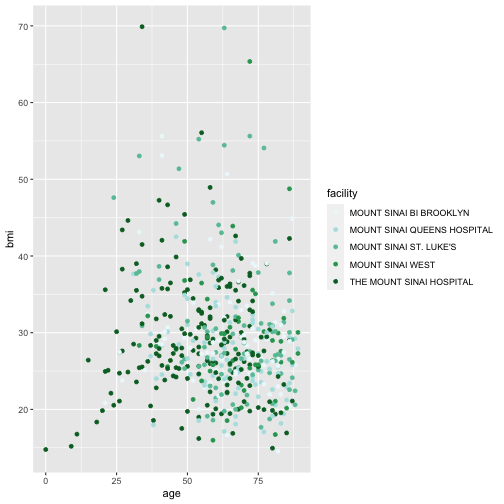 70
60
50
40
30
20
bmi
0
25
50
75
age
facility
MOUNT SINAI BI BROOKLYN
MOUNT SINAI QUEENS HOSPITAL
MOUNT SINAI ST. LUKE'S
MOUNT SINAI WEST
THE MOUNT SINAI HOSPITAL